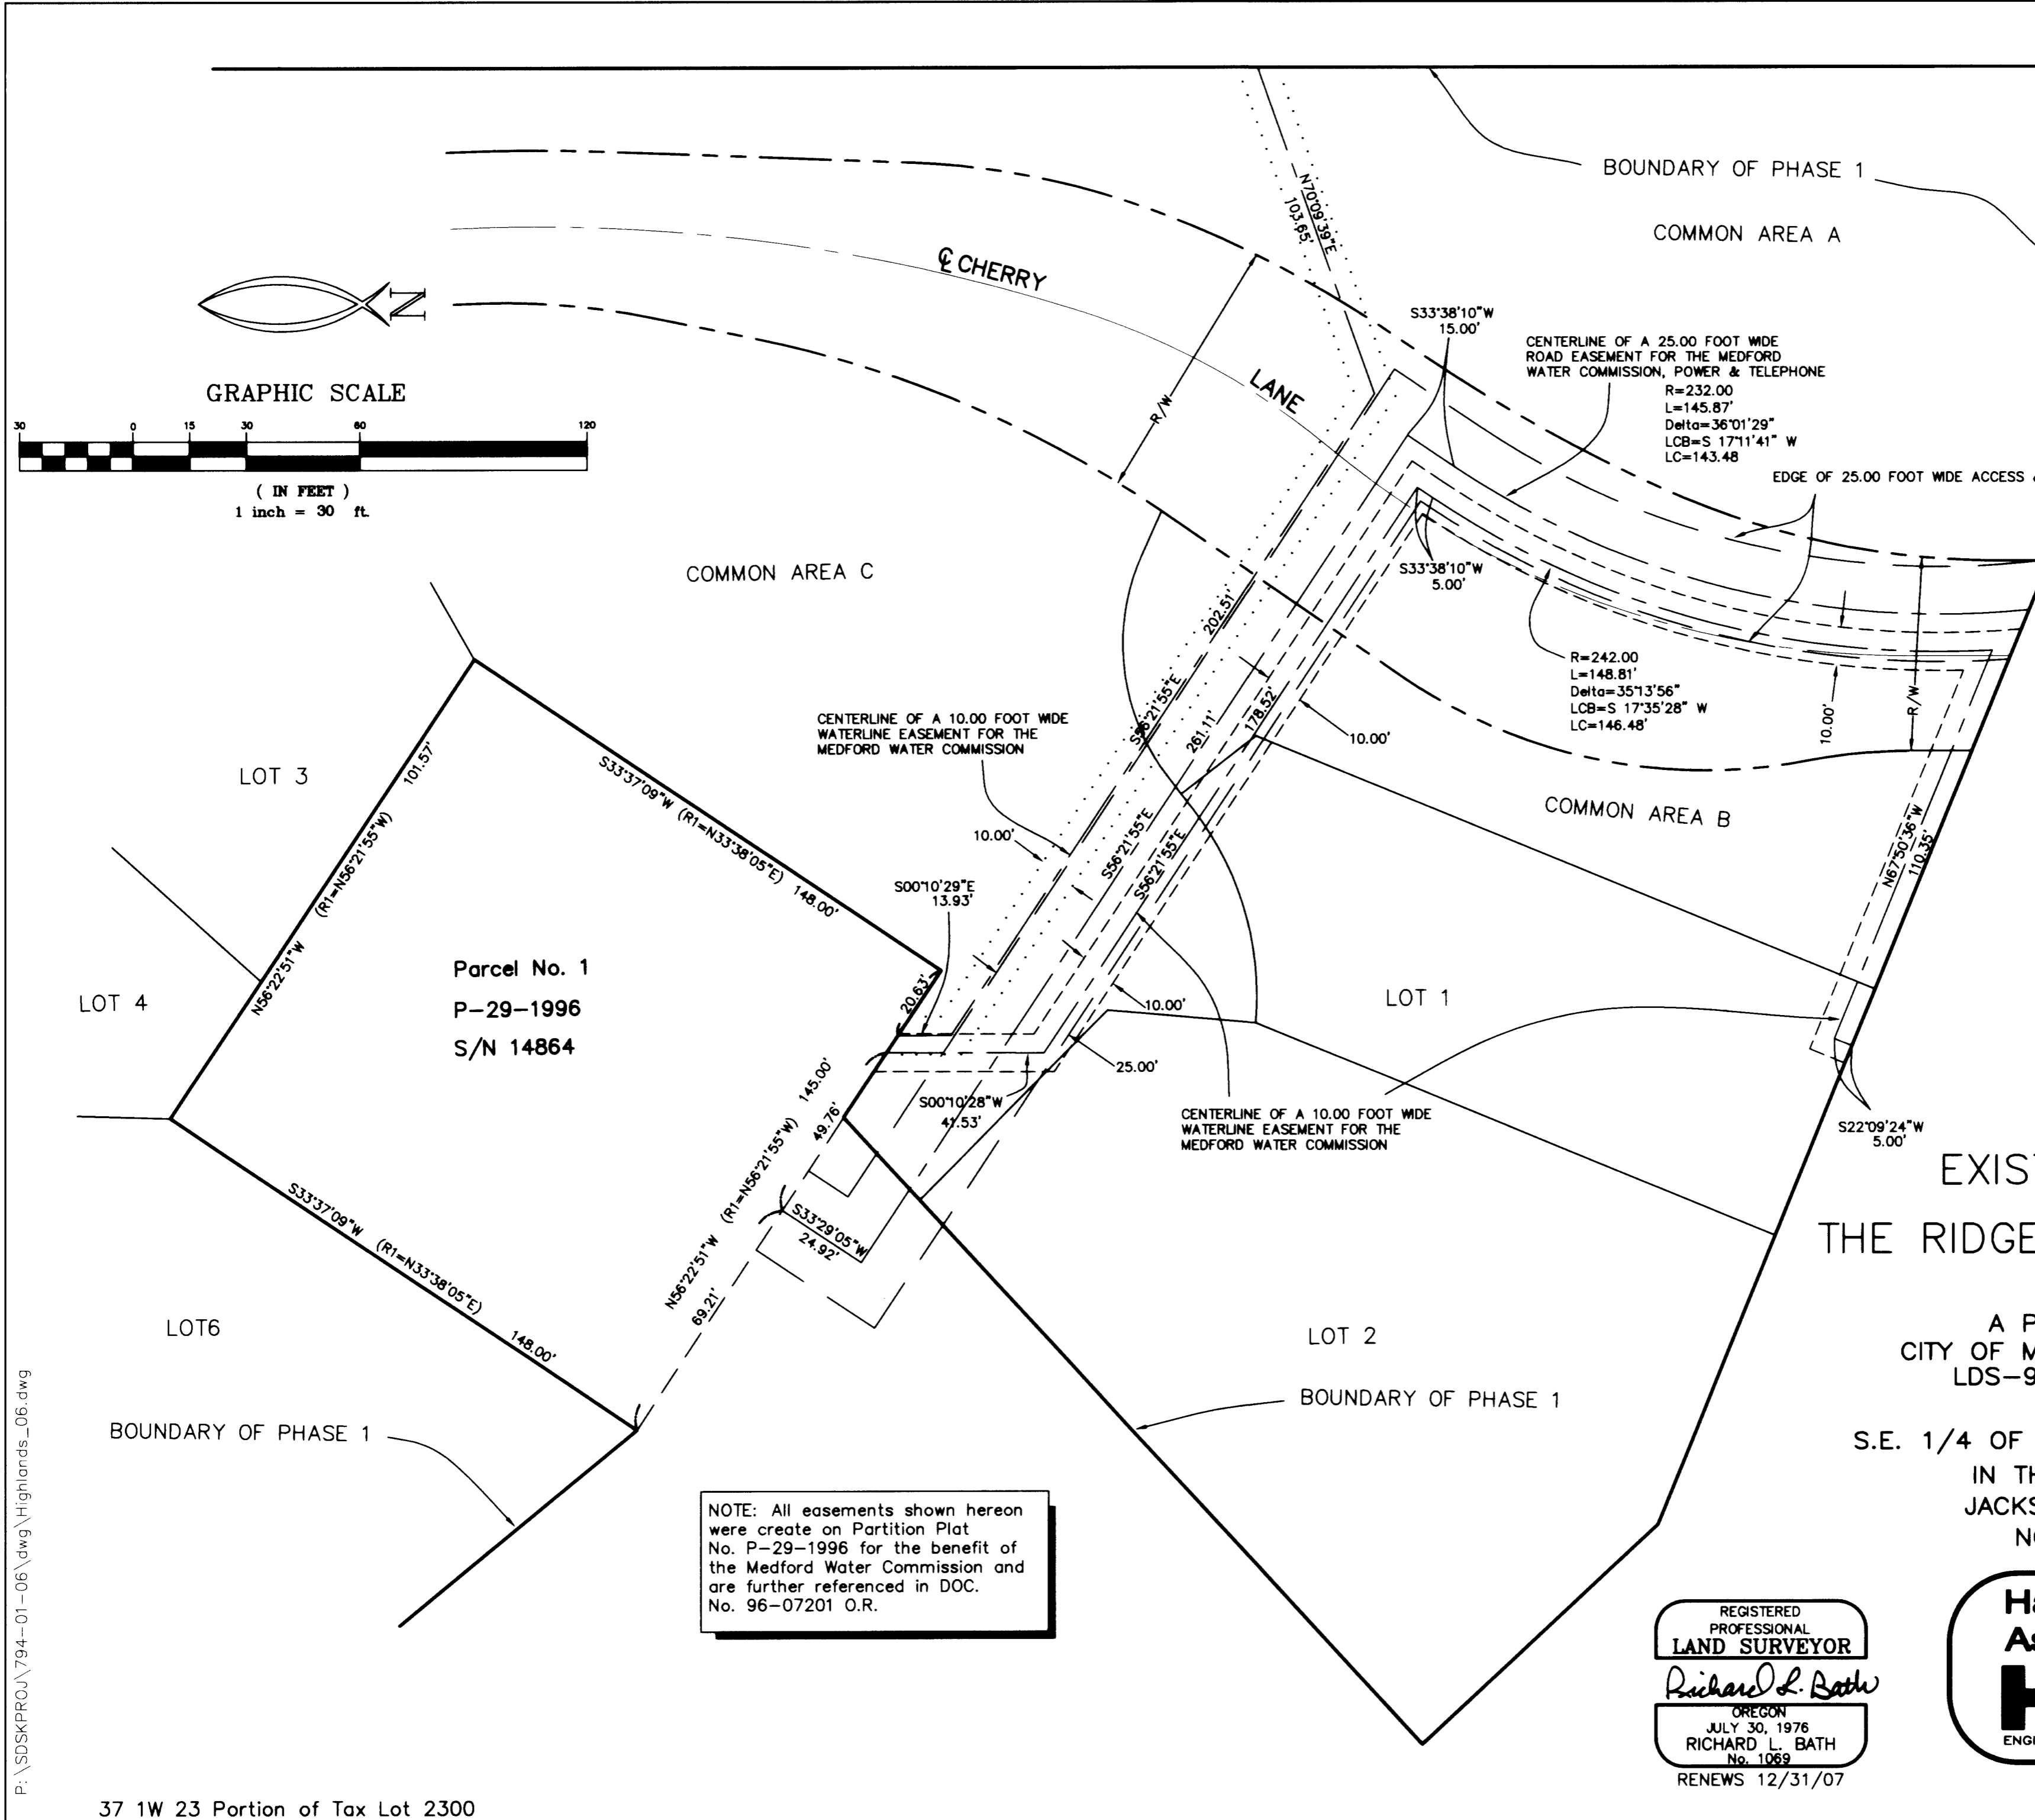 BOUNDARY OF PHASE 1
COMMON AREA A
N70°09'39"E
103.65'
℄ CHERRY
LANE
R/W
N
GRAPHIC SCALE
30 0 15 30 60 120
( IN FEET )
1 inch = 30 ft.
S33°38'10"W
15.00'
CENTERLINE OF A 25.00 FOOT WIDE
ROAD EASEMENT FOR THE MEDFORD
WATER COMMISSION, POWER & TELEPHONE
R=232.00
L=145.87'
Delta=36°01'29"
LCB=S 17°11'41" W
LC=143.48
EDGE OF 25.00 FOOT WIDE ACCESS &
COMMON AREA C
S33°38'10"W
5.00'
202.51'
S56°21'55"E
261.11'
178.52'
S56°21'55"E
S56°21'55"E
R=242.00
L=148.81'
Delta=35°13'56"
LCB=S 17°35'28" W
LC=146.48'
10.00'
R/W
10.00'
CENTERLINE OF A 10.00 FOOT WIDE
WATERLINE EASEMENT FOR THE
MEDFORD WATER COMMISSION
LOT 3
101.57'
(R1=N56°21'55"W)
N56°22'51"W
S33°37'09"W (R1=N33°38'05"E) 148.00'
10.00'
COMMON AREA B
N67°50'36"W
110.35'
S00°10'29"E
13.93'
Parcel No. 1
P-29-1996
S/N 14864
LOT 4
20.63'
10.00'
LOT 1
25.00'
S00°10'28"W
41.53'
CENTERLINE OF A 10.00 FOOT WIDE
WATERLINE EASEMENT FOR THE
MEDFORD WATER COMMISSION
S22°09'24"W
5.00'
N56°22'51"W (R1=N56°21'55"W) 145.00'
49.76'
69.21'
S33°29'05"W
24.92'
S33°37'09"W (R1=N33°38'05"E) 148.00'
LOT6
LOT 2
BOUNDARY OF PHASE 1
BOUNDARY OF PHASE 1
EXIST
THE RIDGE
A P
CITY OF M
LDS-9
S.E. 1/4 OF
IN TH
JACKS
NO
NOTE: All easements shown hereon
were create on Partition Plat
No. P-29-1996 for the benefit of
the Medford Water Commission and
are further referenced in DOC.
No. 96-07201 O.R.
REGISTERED
PROFESSIONAL
LAND SURVEYOR
Richard L. Bath
OREGON
JULY 30, 1976
RICHARD L. BATH
No. 1069
RENEWS 12/31/07
Ha
As
H
ENGI
P:\SDSKPROJ\794-01-06\dwg\Highlands_06.dwg
37 1W 23 Portion of Tax Lot 2300